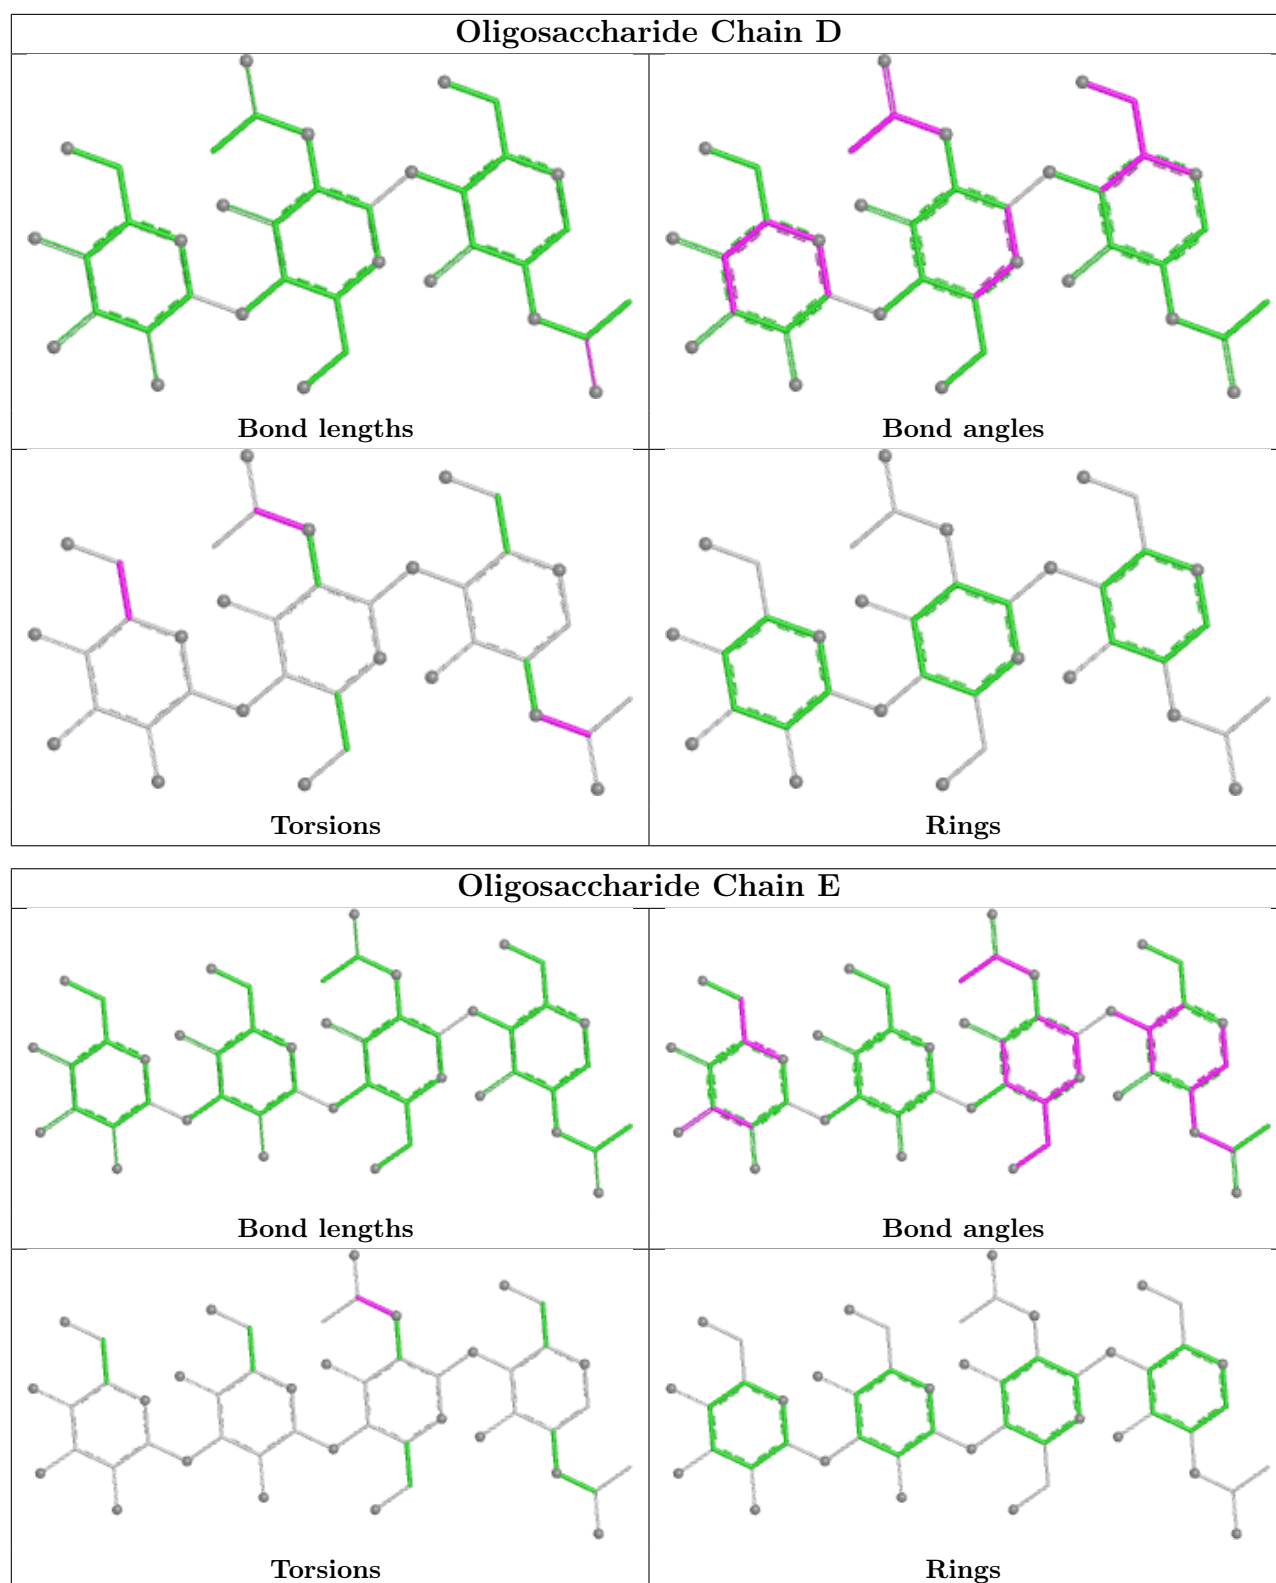 Oligosaccharide Chain D
Bond lengths
Bond angles
Torsions
Rings
Oligosaccharide Chain E
Bond lengths
Bond angles
Torsions
Rings